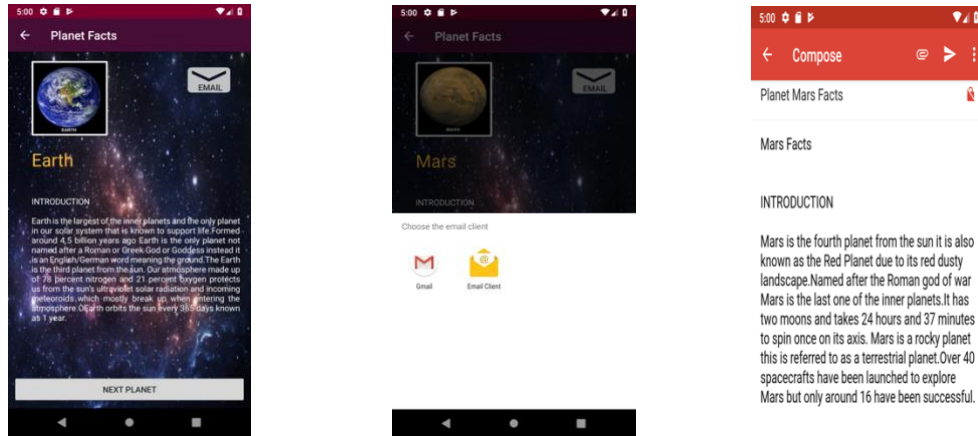 5:00
Planet Facts
EARTH
EMAIL
Earth
INTRODUCTION
Earth is the largest of the inner planets and the only planet
in our solar system that is known to support life.Formed
around 4.5 billion years ago Earth is the only planet not
named after a Roman or Greek God or Goddess instead it
is an English/German word meaning the ground.The Earth
is the third planet from the sun. Our atmosphere made up
of 78 percent nitrogen and 21 percent oxygen protects
us from the sun's ultraviolet solar radiation and incoming
meteoroids which mostly break up when entering the
atmosphere.OEarth orbits the sun every 365 days known
as 1 year.
NEXT PLANET
5:00
Planet Facts
MARS
EMAIL
Mars
INTRODUCTION
Choose the email client
Gmail
Email Client
5:00
Compose
Planet Mars Facts
Mars Facts
INTRODUCTION
Mars is the fourth planet from the sun it is also
known as the Red Planet due to its red dusty
landscape.Named after the Roman god of war
Mars is the last one of the inner planets.It has
two moons and takes 24 hours and 37 minutes
to spin once on its axis. Mars is a rocky planet
this is referred to as a terrestrial planet.Over 40
spacecrafts have been launched to explore
Mars but only around 16 have been successful.